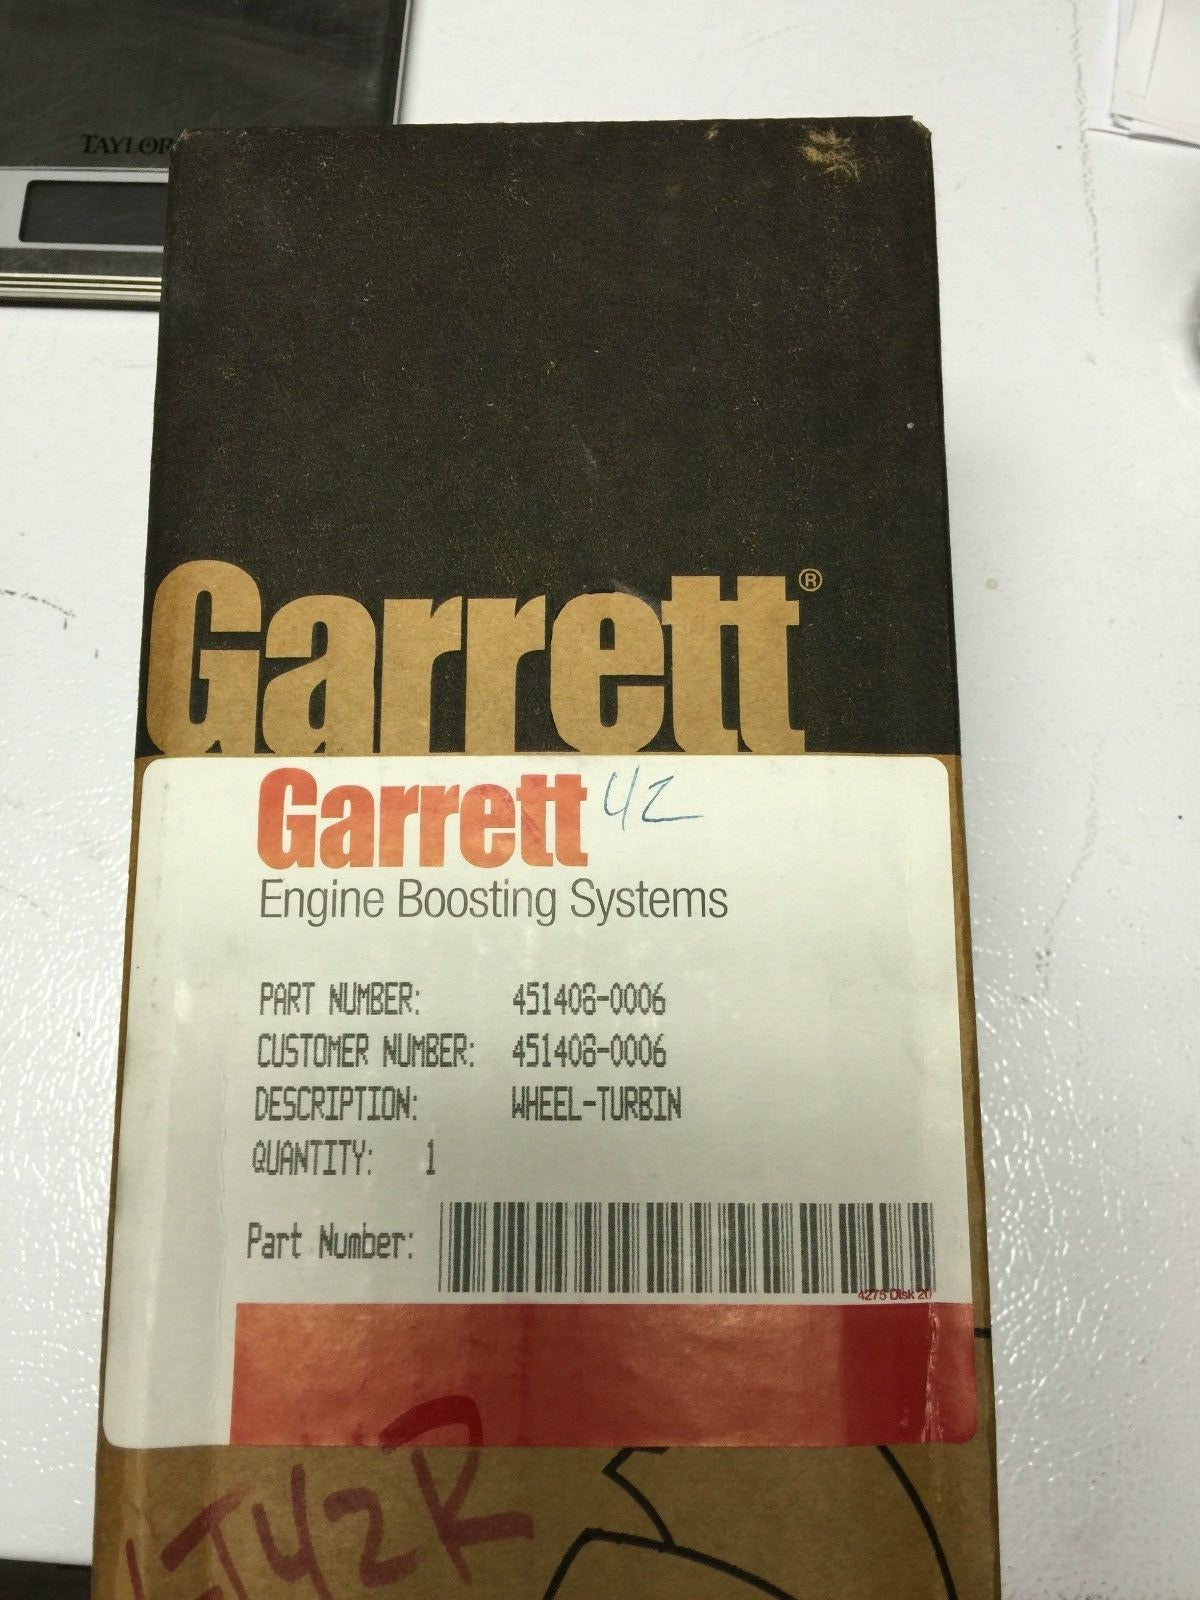 TAYLOR
Garrett®
Garrett 42
Engine Boosting Systems
PART NUMBER: 451408-0006
CUSTOMER NUMBER: 451408-0006
DESCRIPTION: WHEEL-TURBIN
QUANTITY: 1
Part Number:
4275 Disk 20
GT42R